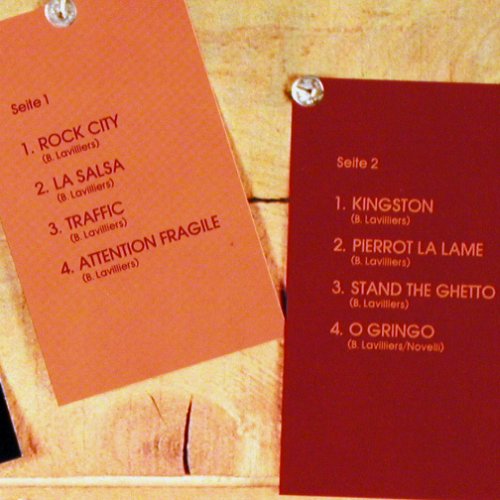 Seite 1
1. ROCK CITY
(B. Lavilliers)
2. LA SALSA
(B. Lavilliers)
3. TRAFFIC
(B. Lavilliers)
4. ATTENTION FRAGILE
(B. Lavilliers)
Seite 2
1. KINGSTON
(B. Lavilliers)
2. PIERROT LA LAME
(B. Lavilliers)
3. STAND THE GHETTO
(B. Lavilliers)
4. O GRINGO
(B. Lavilliers/Novelli)